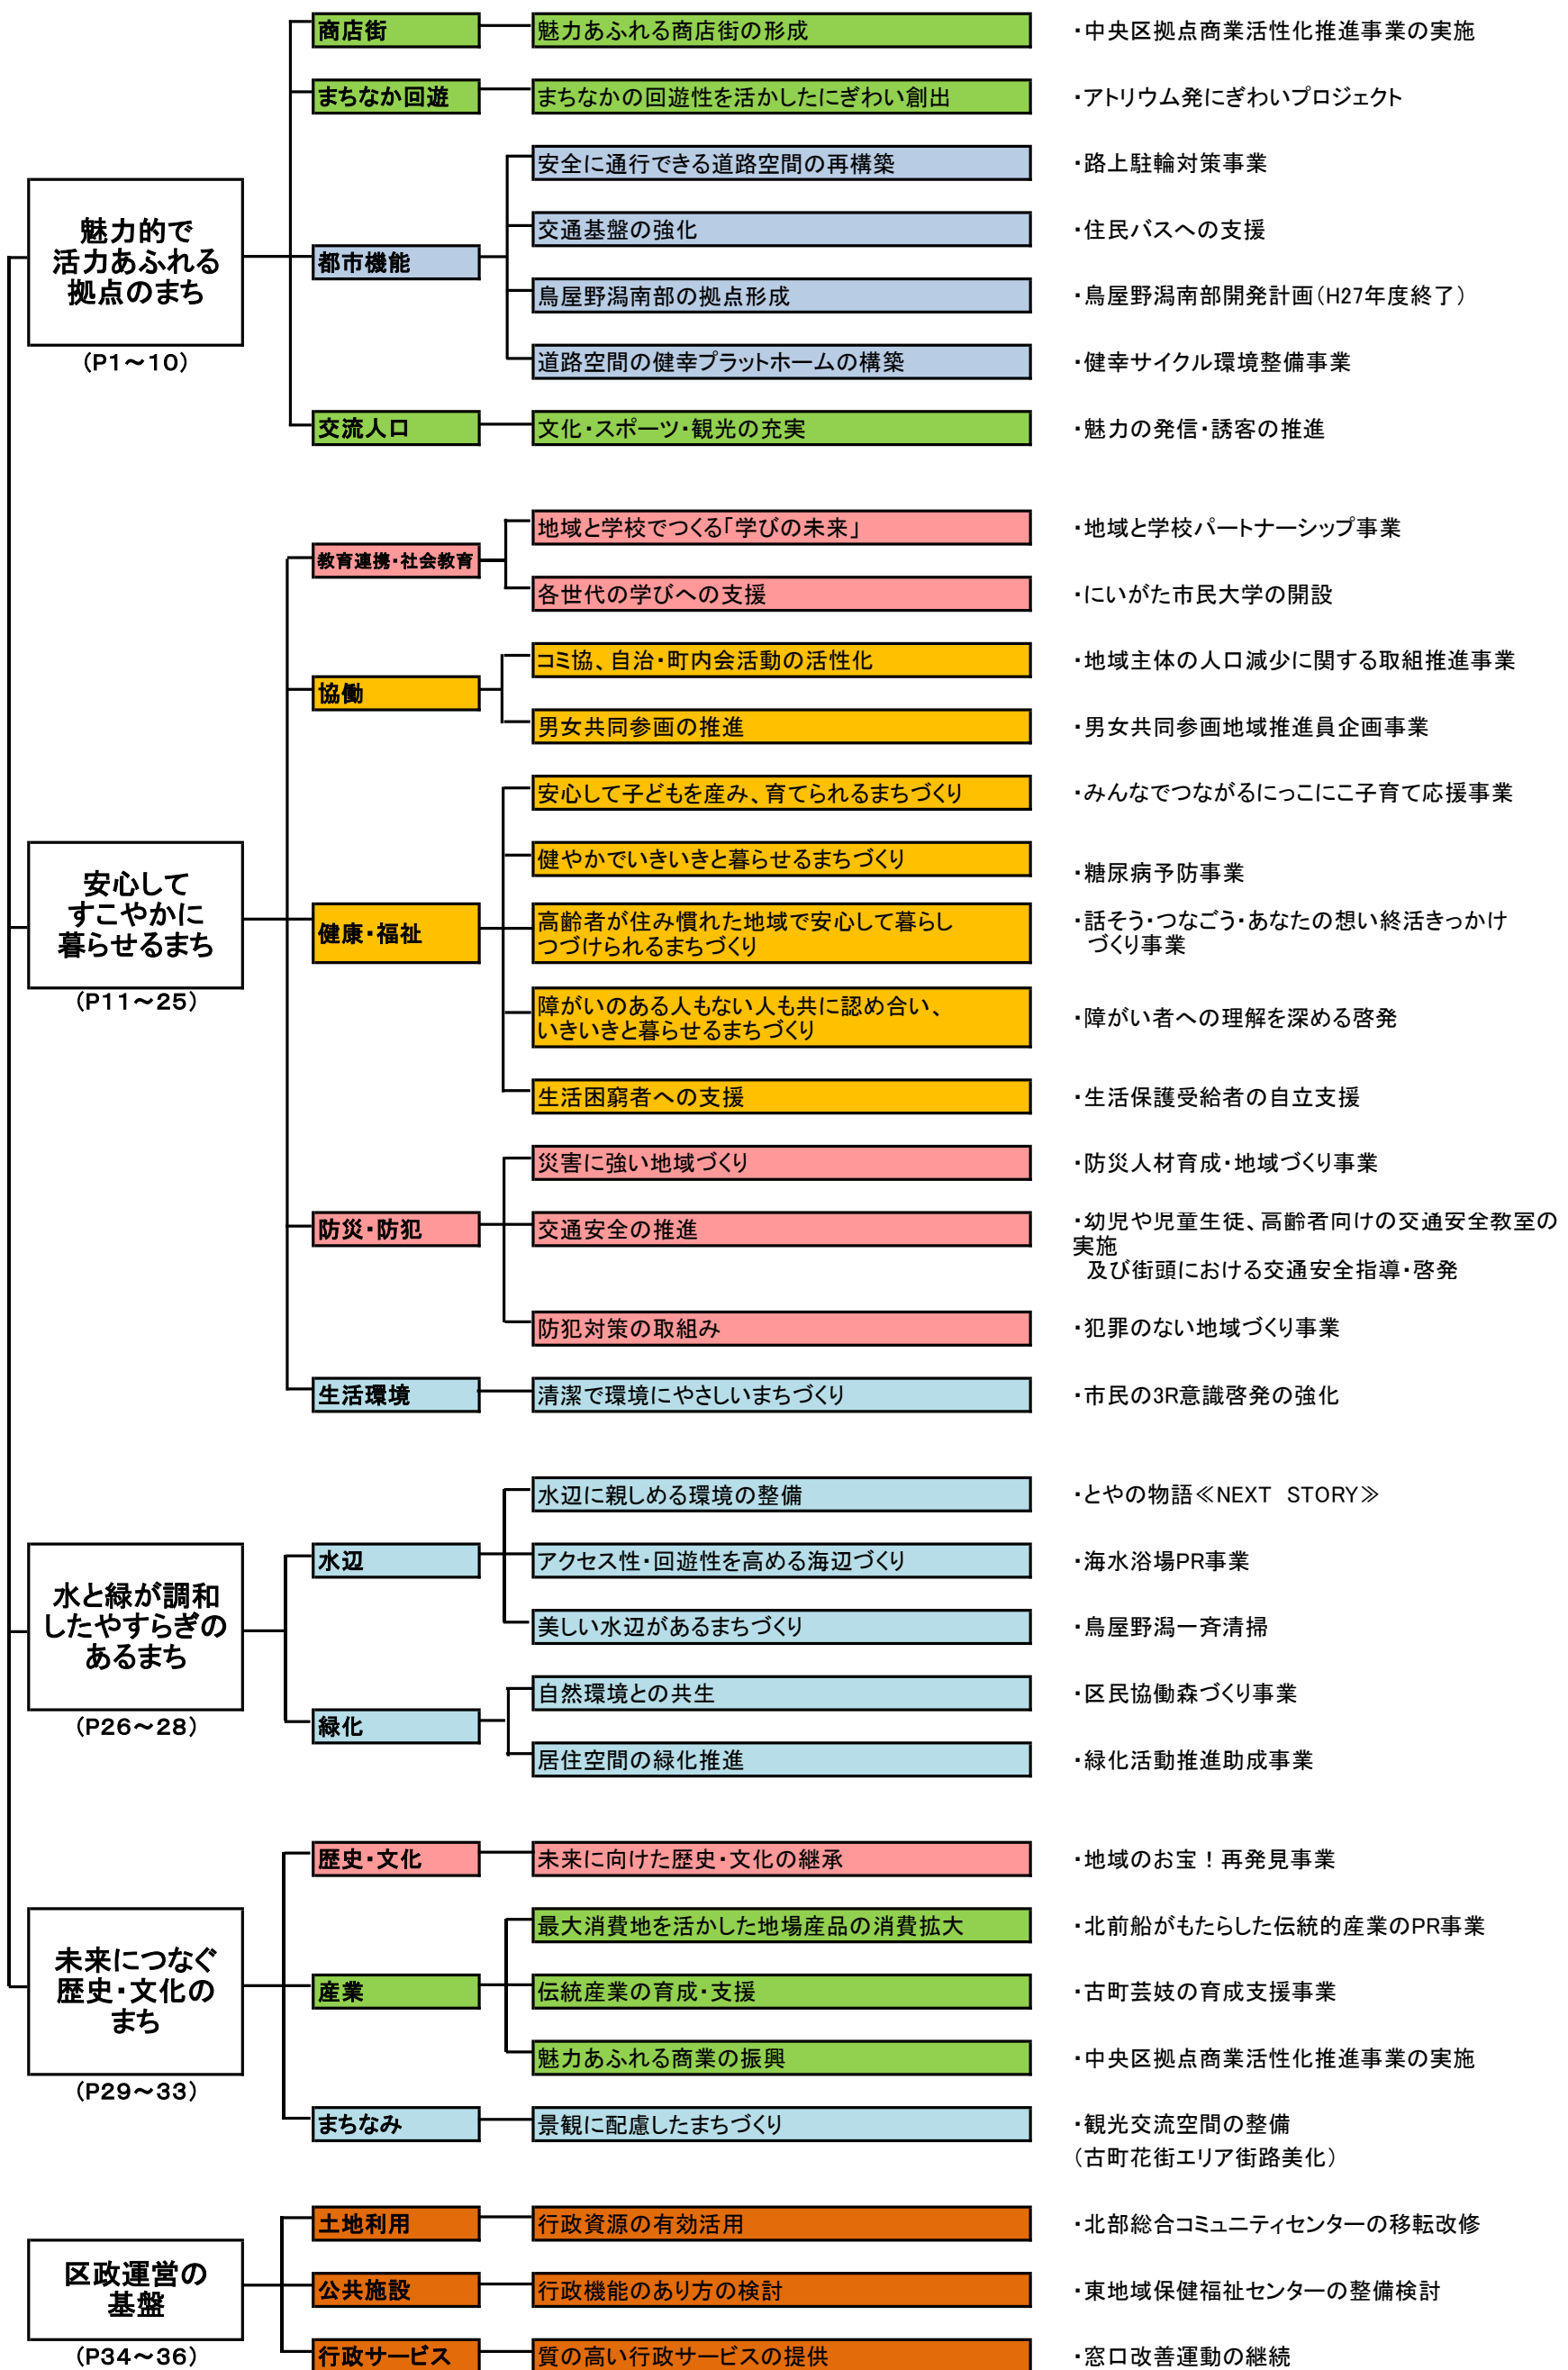 商店街
魅力あふれる商店街の形成
・中央区拠点商業活性化推進事業の実施
まちなか回遊
まちなかの回遊性を活かしたにぎわい創出
・アトリウム発にぎわいプロジェクト
安全に通行できる道路空間の再構築
・路上駐輪対策事業
魅力的で
活力あふれる
拠点のまち
(P1～10)
都市機能
交通基盤の強化
・住民バスへの支援
鳥屋野潟南部の拠点形成
・鳥屋野潟南部開発計画(H27年度終了)
道路空間の健幸プラットホームの構築
・健幸サイクル環境整備事業
交流人口
文化・スポーツ・観光の充実
・魅力の発信・誘客の推進
教育連携・社会教育
地域と学校でつくる「学びの未来」
・地域と学校パートナーシップ事業
各世代の学びへの支援
・にいがた市民大学の開設
協働
コミ協、自治・町内会活動の活性化
・地域主体の人口減少に関する取組推進事業
男女共同参画の推進
・男女共同参画地域推進員企画事業
安心して
すこやかに
暮らせるまち
(P11～25)
健康・福祉
安心して子どもを産み、育てられるまちづくり
・みんなでつながるにっこにこ子育て応援事業
健やかでいきいきと暮らせるまちづくり
・糖尿病予防事業
高齢者が住み慣れた地域で安心して暮らし
つづけられるまちづくり
・話そう・つなごう・あなたの想い終活きっかけ
づくり事業
障がいのある人もない人も共に認め合い、
いきいきと暮らせるまちづくり
・障がい者への理解を深める啓発
生活困窮者への支援
・生活保護受給者の自立支援
防災・防犯
災害に強い地域づくり
・防災人材育成・地域づくり事業
交通安全の推進
・幼児や児童生徒、高齢者向けの交通安全教室の
実施
及び街頭における交通安全指導・啓発
防犯対策の取組み
・犯罪のない地域づくり事業
生活環境
清潔で環境にやさしいまちづくり
・市民の3R意識啓発の強化
水と緑が調和
したやすらぎの
あるまち
(P26～28)
水辺
水辺に親しめる環境の整備
・とやの物語≪NEXT STORY≫
アクセス性・回遊性を高める海辺づくり
・海水浴場PR事業
美しい水辺があるまちづくり
・鳥屋野潟一斉清掃
緑化
自然環境との共生
・区民協働森づくり事業
居住空間の緑化推進
・緑化活動推進助成事業
未来につなぐ
歴史・文化の
まち
(P29～33)
歴史・文化
未来に向けた歴史・文化の継承
・地域のお宝！再発見事業
産業
最大消費地を活かした地場産品の消費拡大
・北前船がもたらした伝統的産業のPR事業
伝統産業の育成・支援
・古町芸妓の育成支援事業
魅力あふれる商業の振興
・中央区拠点商業活性化推進事業の実施
まちなみ
景観に配慮したまちづくり
・観光交流空間の整備
(古町花街エリア街路美化)
区政運営の
基盤
(P34～36)
土地利用
行政資源の有効活用
・北部総合コミュニティセンターの移転改修
公共施設
行政機能のあり方の検討
・東地域保健福祉センターの整備検討
行政サービス
質の高い行政サービスの提供
・窓口改善運動の継続